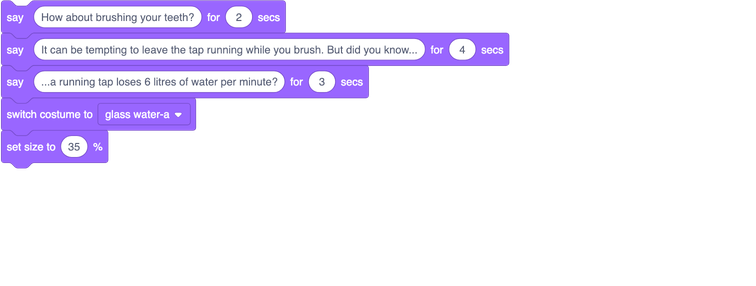 say How about brushing your teeth? for 2 secs
say It can be tempting to leave the tap running while you brush. But did you know... for 4 secs
say ...a running tap loses 6 litres of water per minute? for 3 secs
switch costume to glass water-a
set size to 35 %